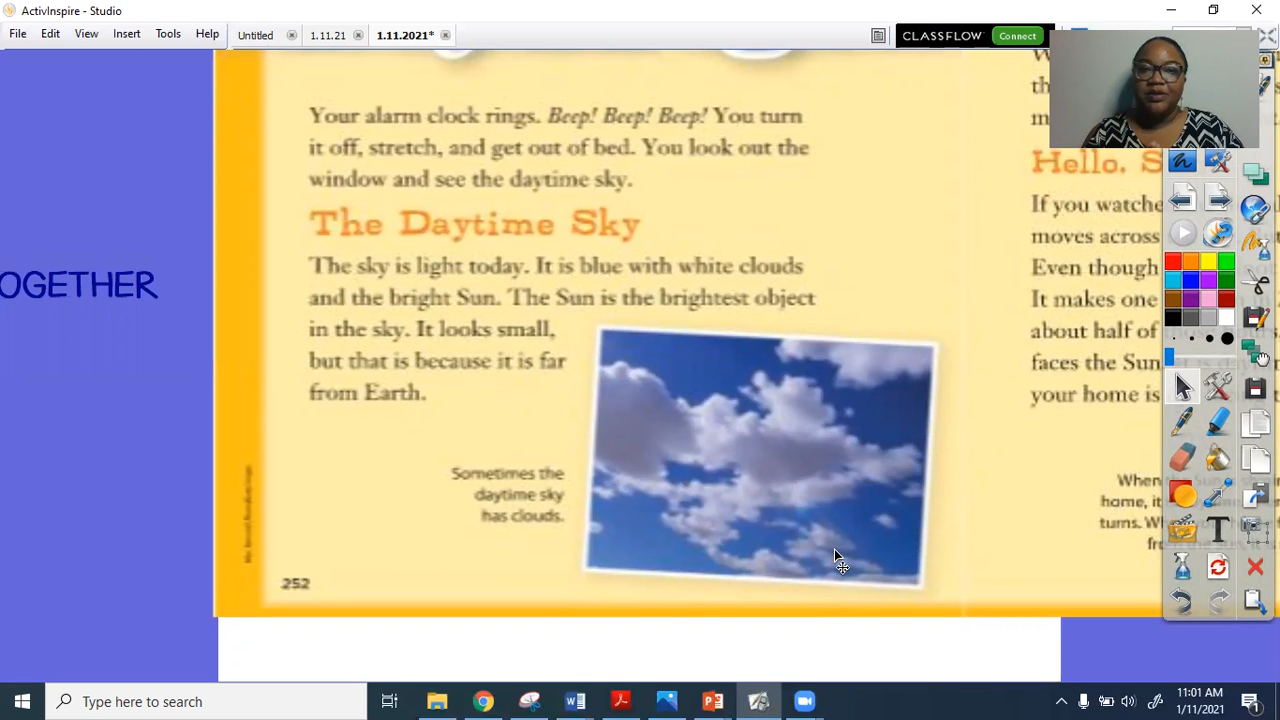 ActivInspire - Studio
File Edit View Insert Tools Help
Untitled
1.11.21
1.11.2021*
CLASSFLOW
Connect
OGETHER
Your alarm clock rings. Beep! Beep! Beep! You turn
it off, stretch, and get out of bed. You look out the
window and see the daytime sky.
The Daytime Sky
The sky is light today. It is blue with white clouds
and the bright Sun. The Sun is the brightest object
in the sky. It looks small,
but that is because it is far
from Earth.
Sometimes the
daytime sky
has clouds.
252
Hello, S
If you watche
moves across
Even though
It makes one
about half of
faces the Sun
your home is
When
home, it
turns. W
T
Type here to search
11:01 AM
1/11/2021